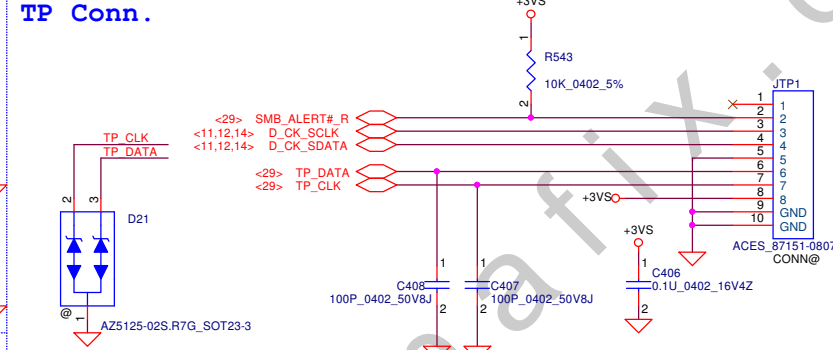 TP Conn.
+3VS
1
R543
10K_0402_5%
2
JTP1
<29> SMB_ALERT#_R
<11,12,14> D_CK_SCLK
<11,12,14> D_CK_SDATA
<29> TP_DATA
<29> TP_CLK
1 1
2 2
3 3
4 4
5 5
6 6
7 7
+3VS 8 8
9 GND
10 GND
ACES_87151-0807
CONN@
TP_CLK
TP_DATA
2 3
D21
@ 1
AZ5125-02S.R7G_SOT23-3
1
C408
100P_0402_50V8J
2
1
C407
100P_0402_50V8J
2
+3VS
1
C406
0.1U_0402_16V4Z
2
a f i x .